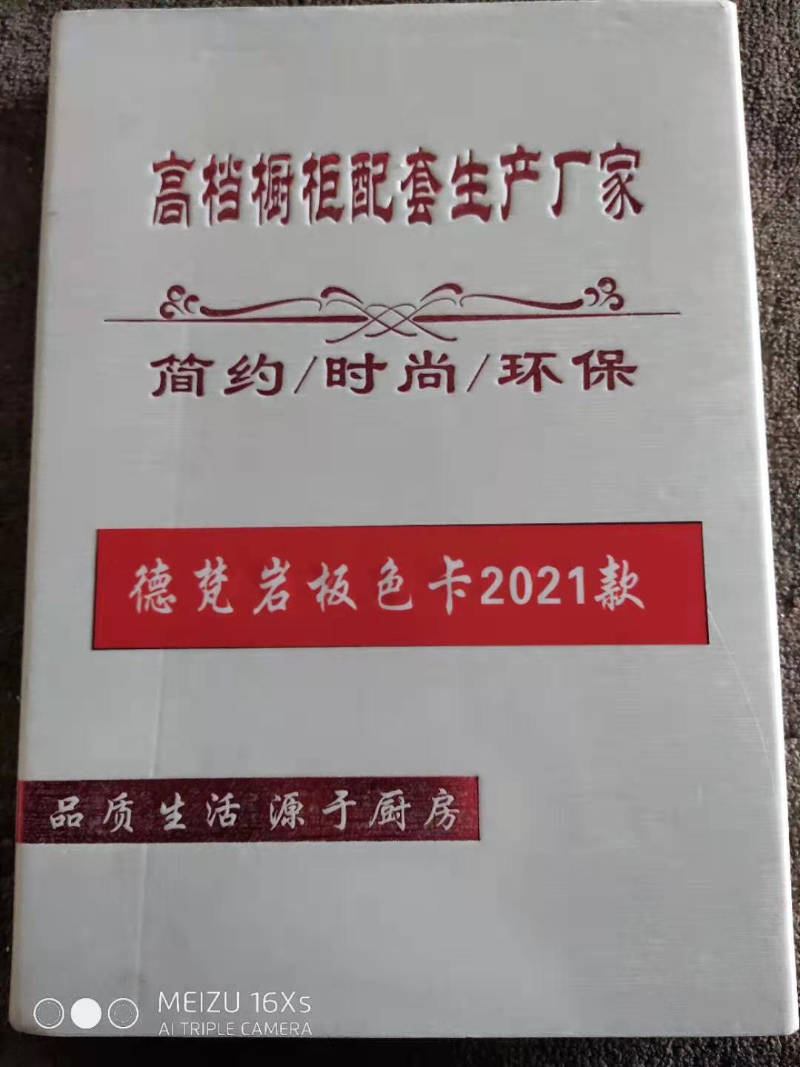 高档橱柜配套生产厂家
简约/时尚/环保
德梵岩板色卡2021款
品质生活 源于厨房
MEIZU 16Xs
AI TRIPLE CAMERA